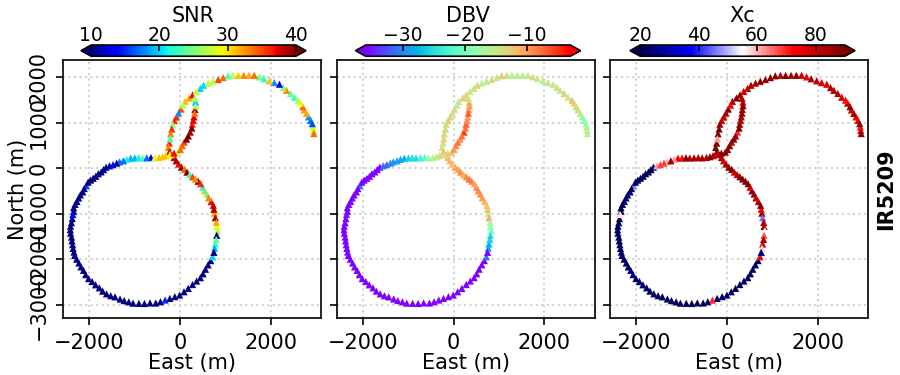 SNR DBV Xc
10 20 30 40 −30 −20 −10 20 40 60 80
2000
1000
0
−1000
−2000
−3000
North (m)
IR5209
−2000 0 2000 −2000 0 2000 −2000 0 2000
East (m) East (m) East (m)